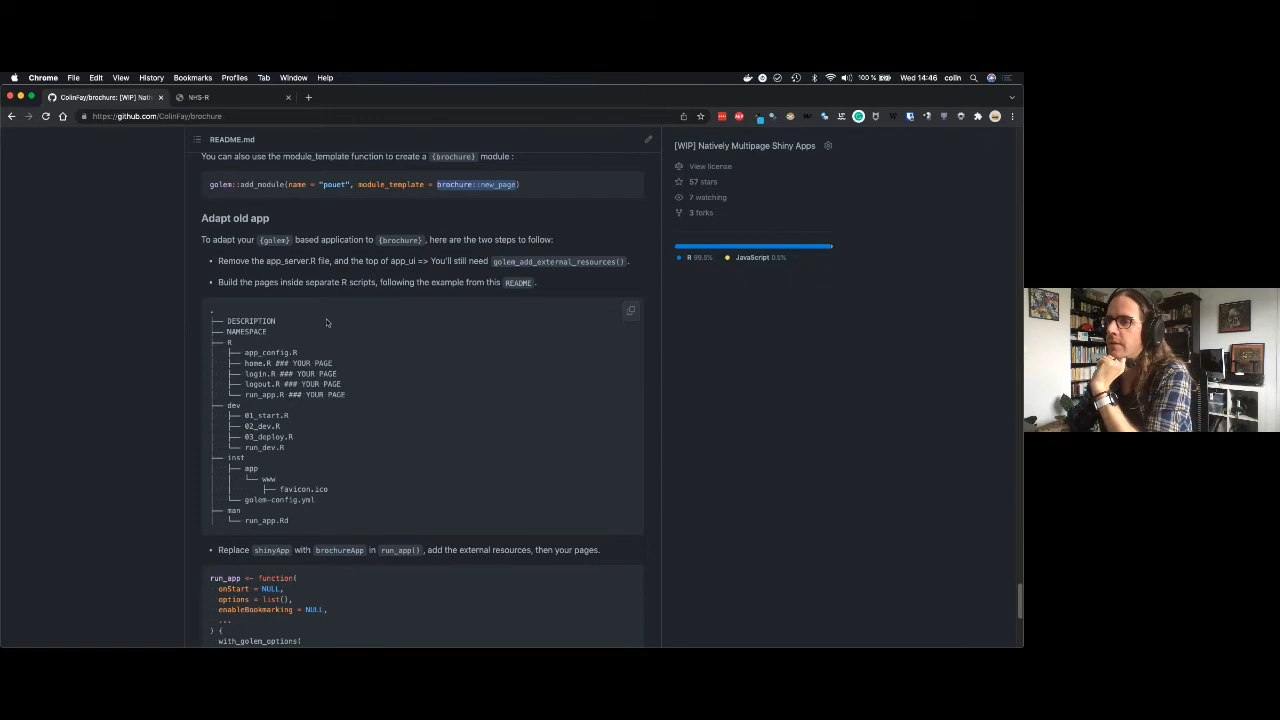 Chrome File Edit View History Bookmarks Profiles Tab Window Help 100 % Wed 14:46 colin
ColinFay/brochure: [WIP] Nati NHS-R
https://github.com/ColinFay/brochure
README.md
You can also use the module_template function to create a {brochure} module :
golem::add_module(name = "pouet", module_template = brochure::new_page)
Adapt old app
To adapt your {golem} based application to {brochure}, here are the two steps to follow:
• Remove the app_server.R file, and the top of app_ui => You'll still need golem_add_external_resources().
• Build the pages inside separate R scripts, following the example from this README.
.
├── DESCRIPTION
├── NAMESPACE
├── R
│ ├── app_config.R
│ ├── home.R ### YOUR PAGE
│ ├── login.R ### YOUR PAGE
│ ├── logout.R ### YOUR PAGE
│ └── run_app.R ### YOUR PAGE
├── dev
│ ├── 01_start.R
│ ├── 02_dev.R
│ ├── 03_deploy.R
│ └── run_dev.R
├── inst
│ ├── app
│ │ └── www
│ │ ├── favicon.ico
│ └── golem-config.yml
├── man
│ └── run_app.Rd
• Replace shinyApp with brochureApp in run_app(), add the external resources, then your pages.
run_app <- function(
onStart = NULL,
options = list(),
enableBookmarking = NULL,
...
) {
with_golem_options(
[WIP] Natively Multipage Shiny Apps
View license
57 stars
7 watching
3 forks
R 99.5% JavaScript 0.5%